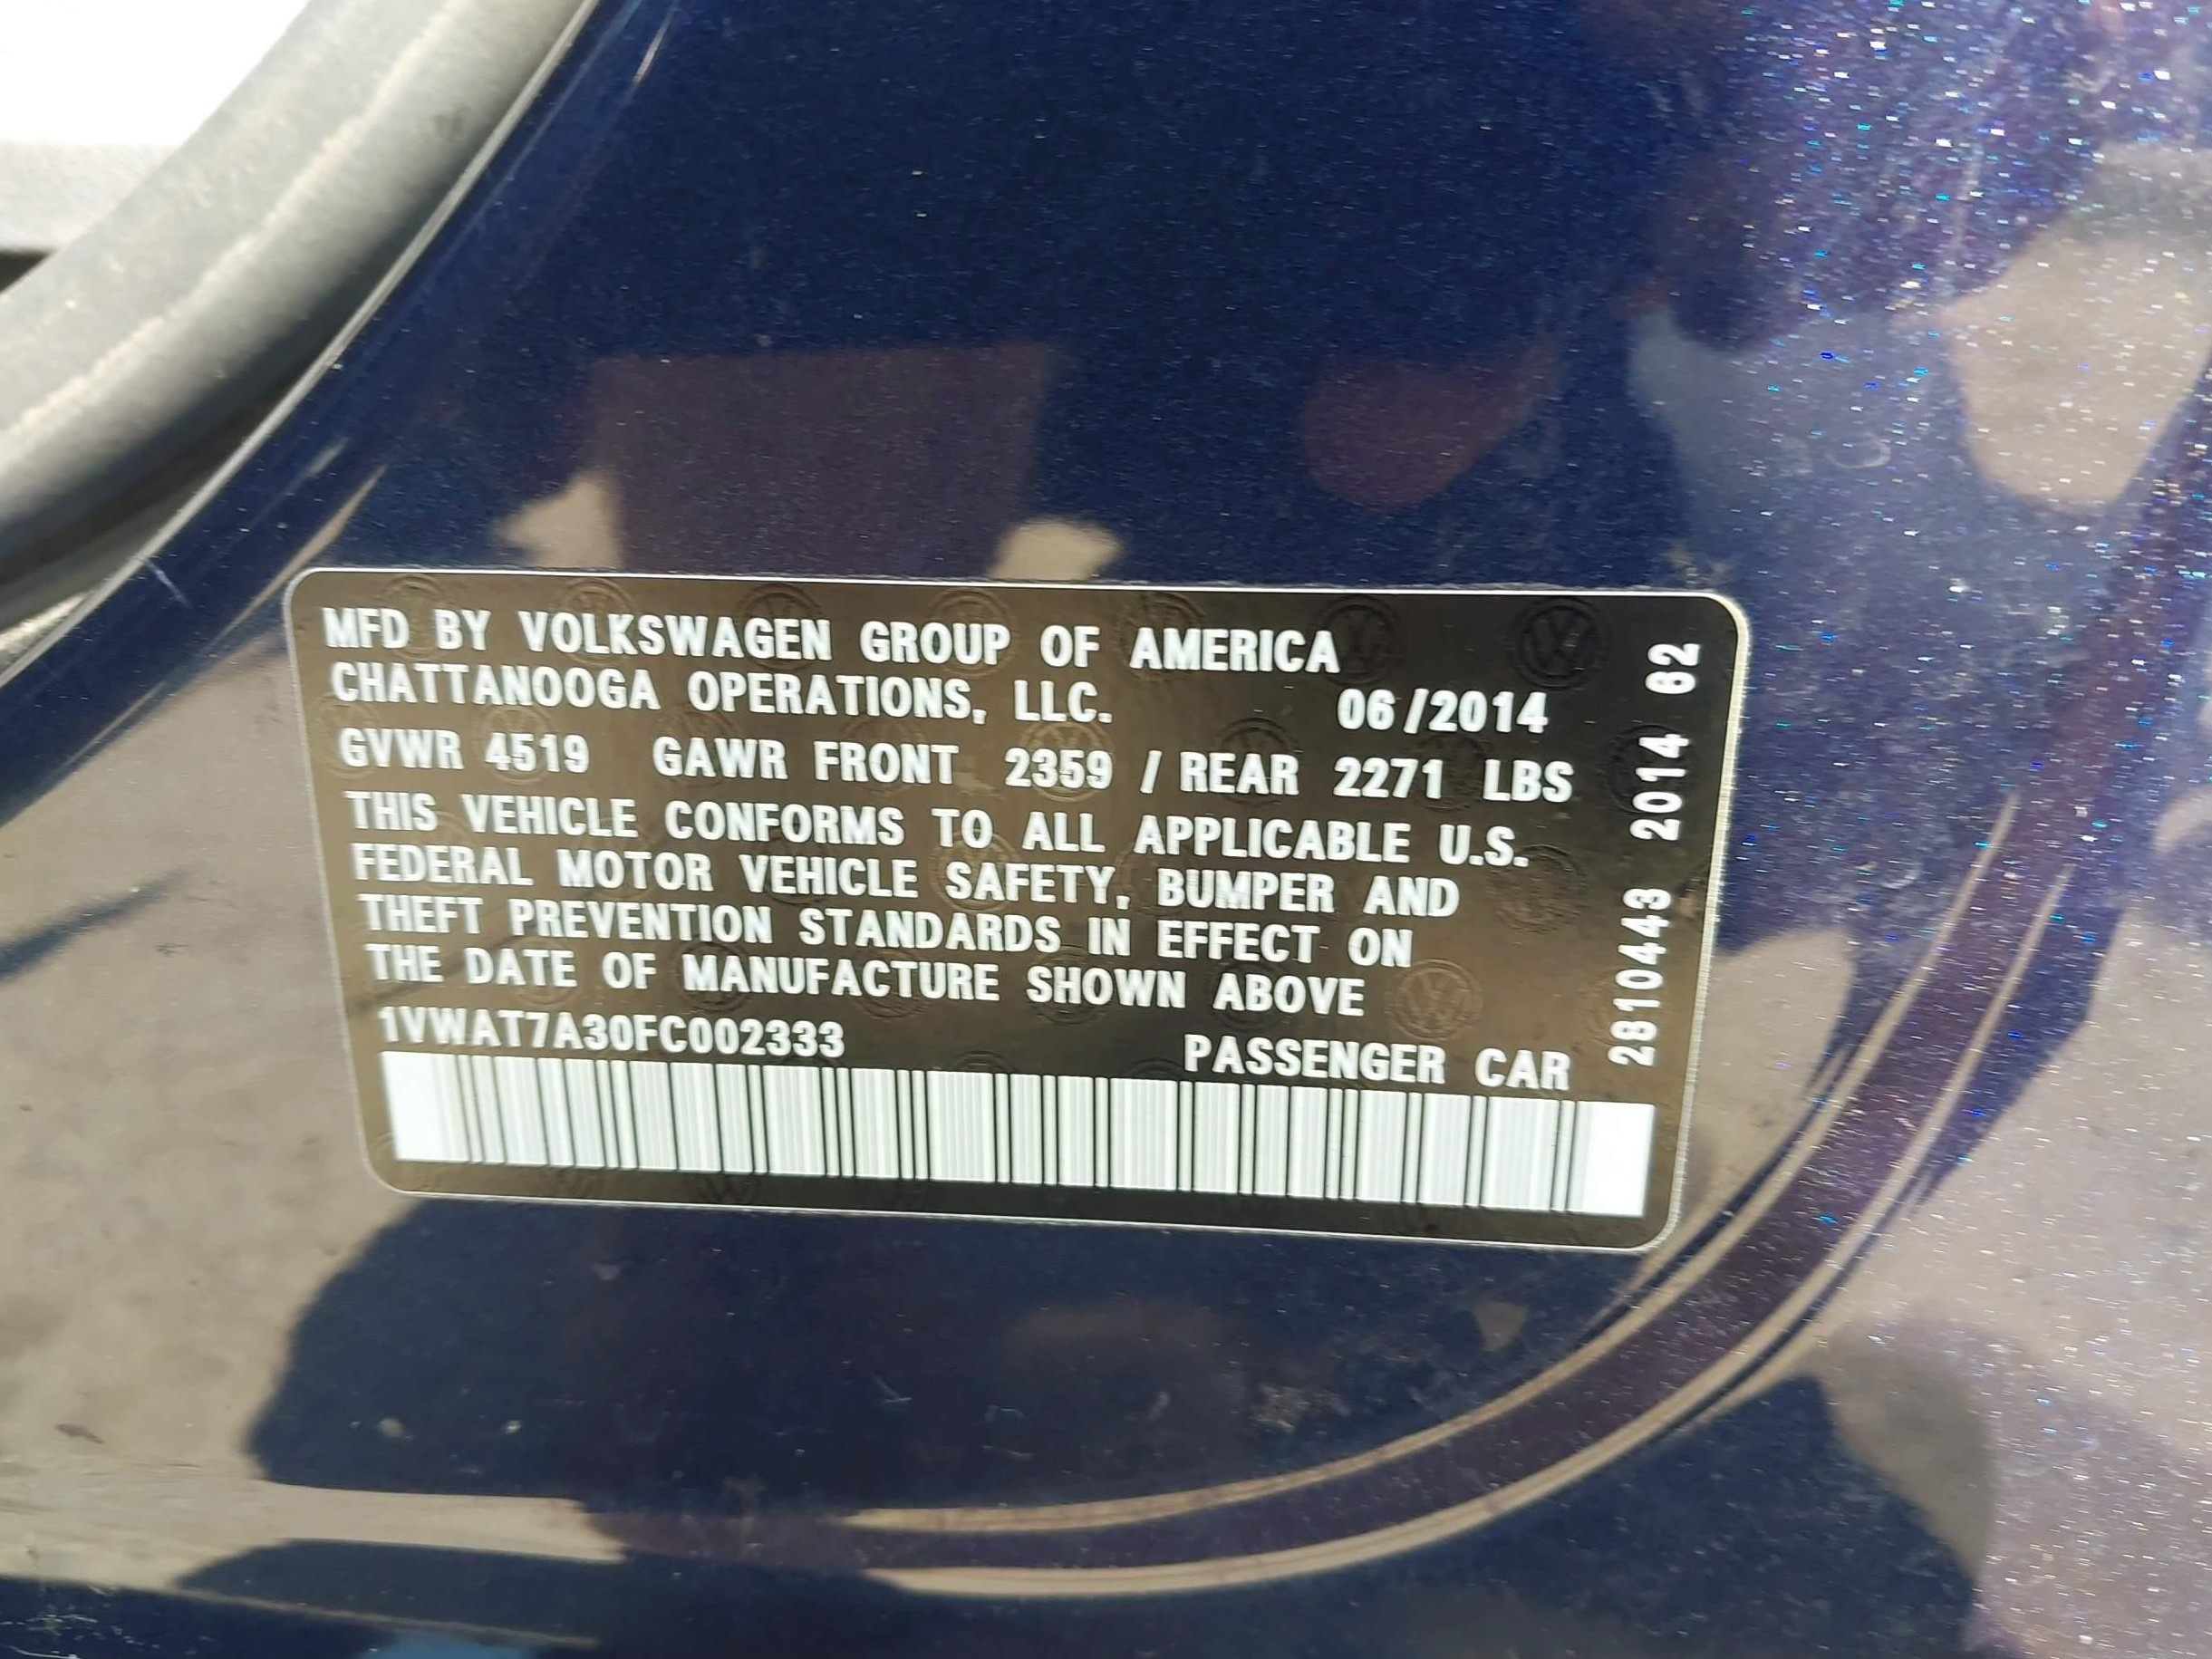 MFD BY VOLKSWAGEN GROUP OF AMERICA
CHATTANOOGA OPERATIONS, LLC. 06/2014
GVWR 4519 GAWR FRONT 2359 / REAR 2271 LBS
THIS VEHICLE CONFORMS TO ALL APPLICABLE U.S.
FEDERAL MOTOR VEHICLE SAFETY, BUMPER AND
THEFT PREVENTION STANDARDS IN EFFECT ON
THE DATE OF MANUFACTURE SHOWN ABOVE
1VWAT7A30FC002333 PASSENGER CAR
2810443 2014 62